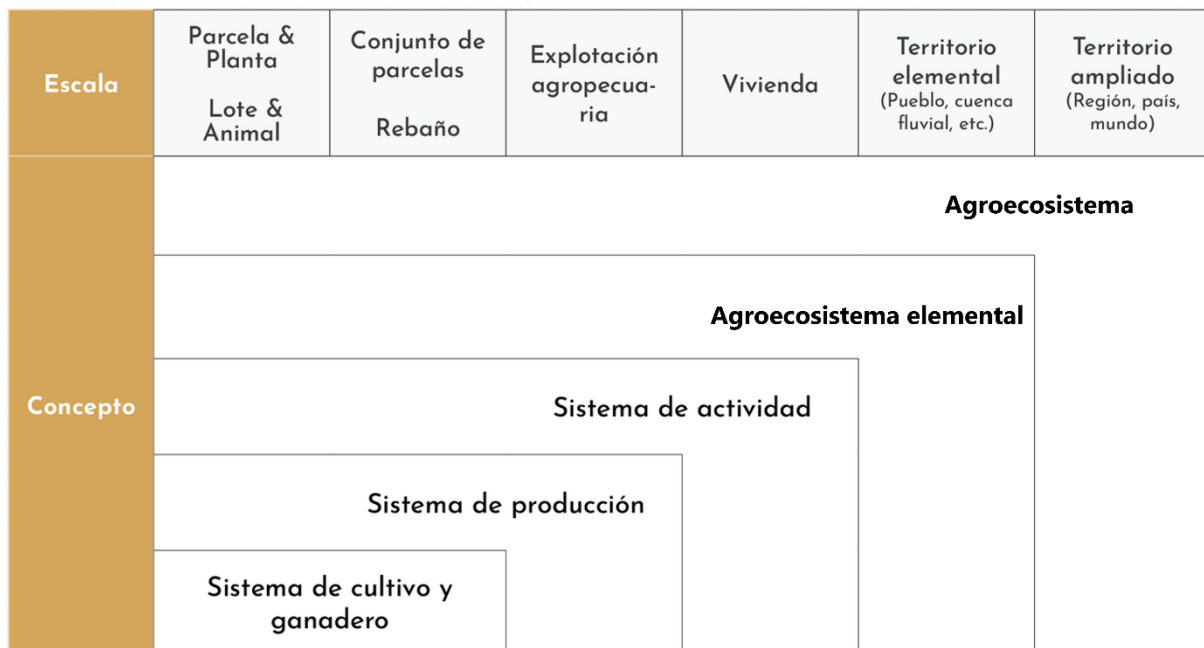 Escala
Parcela &
Planta
Lote &
Animal
Conjunto de
parcelas
Rebaño
Explotación
agropecua-
ria
Vivienda
Territorio
elemental
(Pueblo, cuenca
fluvial, etc.)
Territorio
ampliado
(Región, país,
mundo)
Concepto
Agroecosistema
Agroecosistema elemental
Sistema de actividad
Sistema de producción
Sistema de cultivo y
ganadero